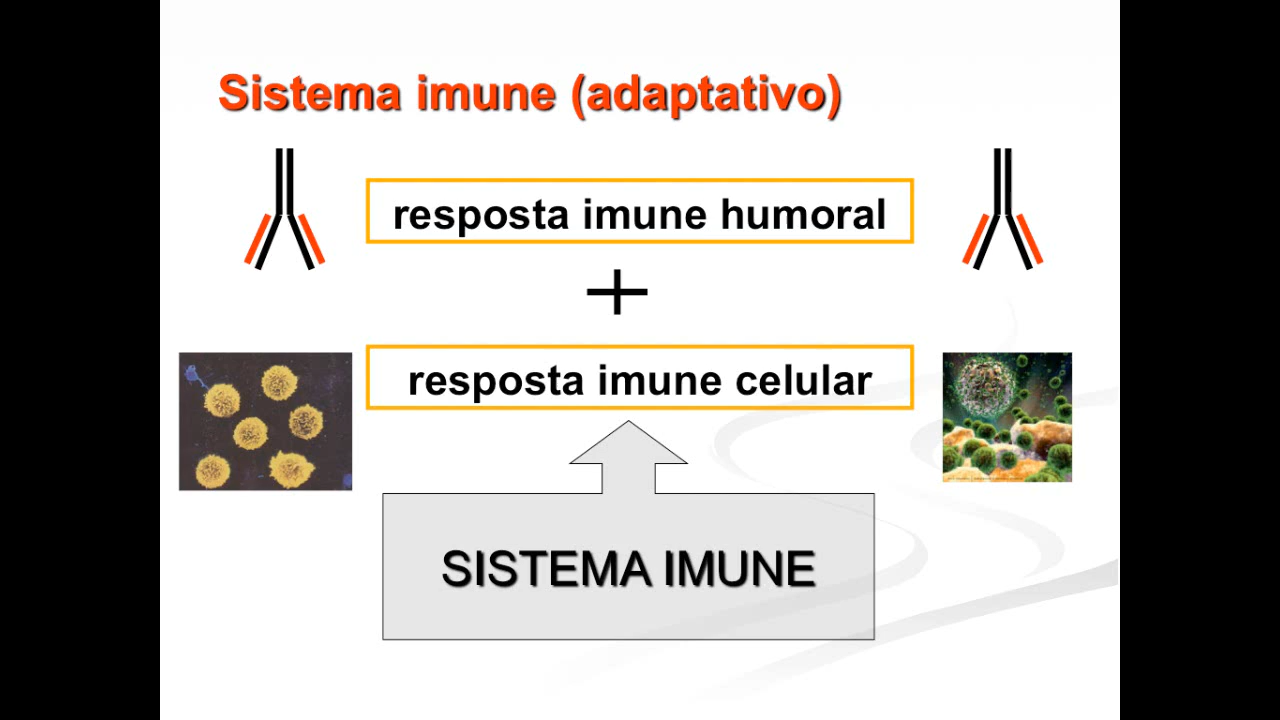 Sistema imune (adaptativo)
resposta imune humoral
+
resposta imune celular
SISTEMA IMUNE